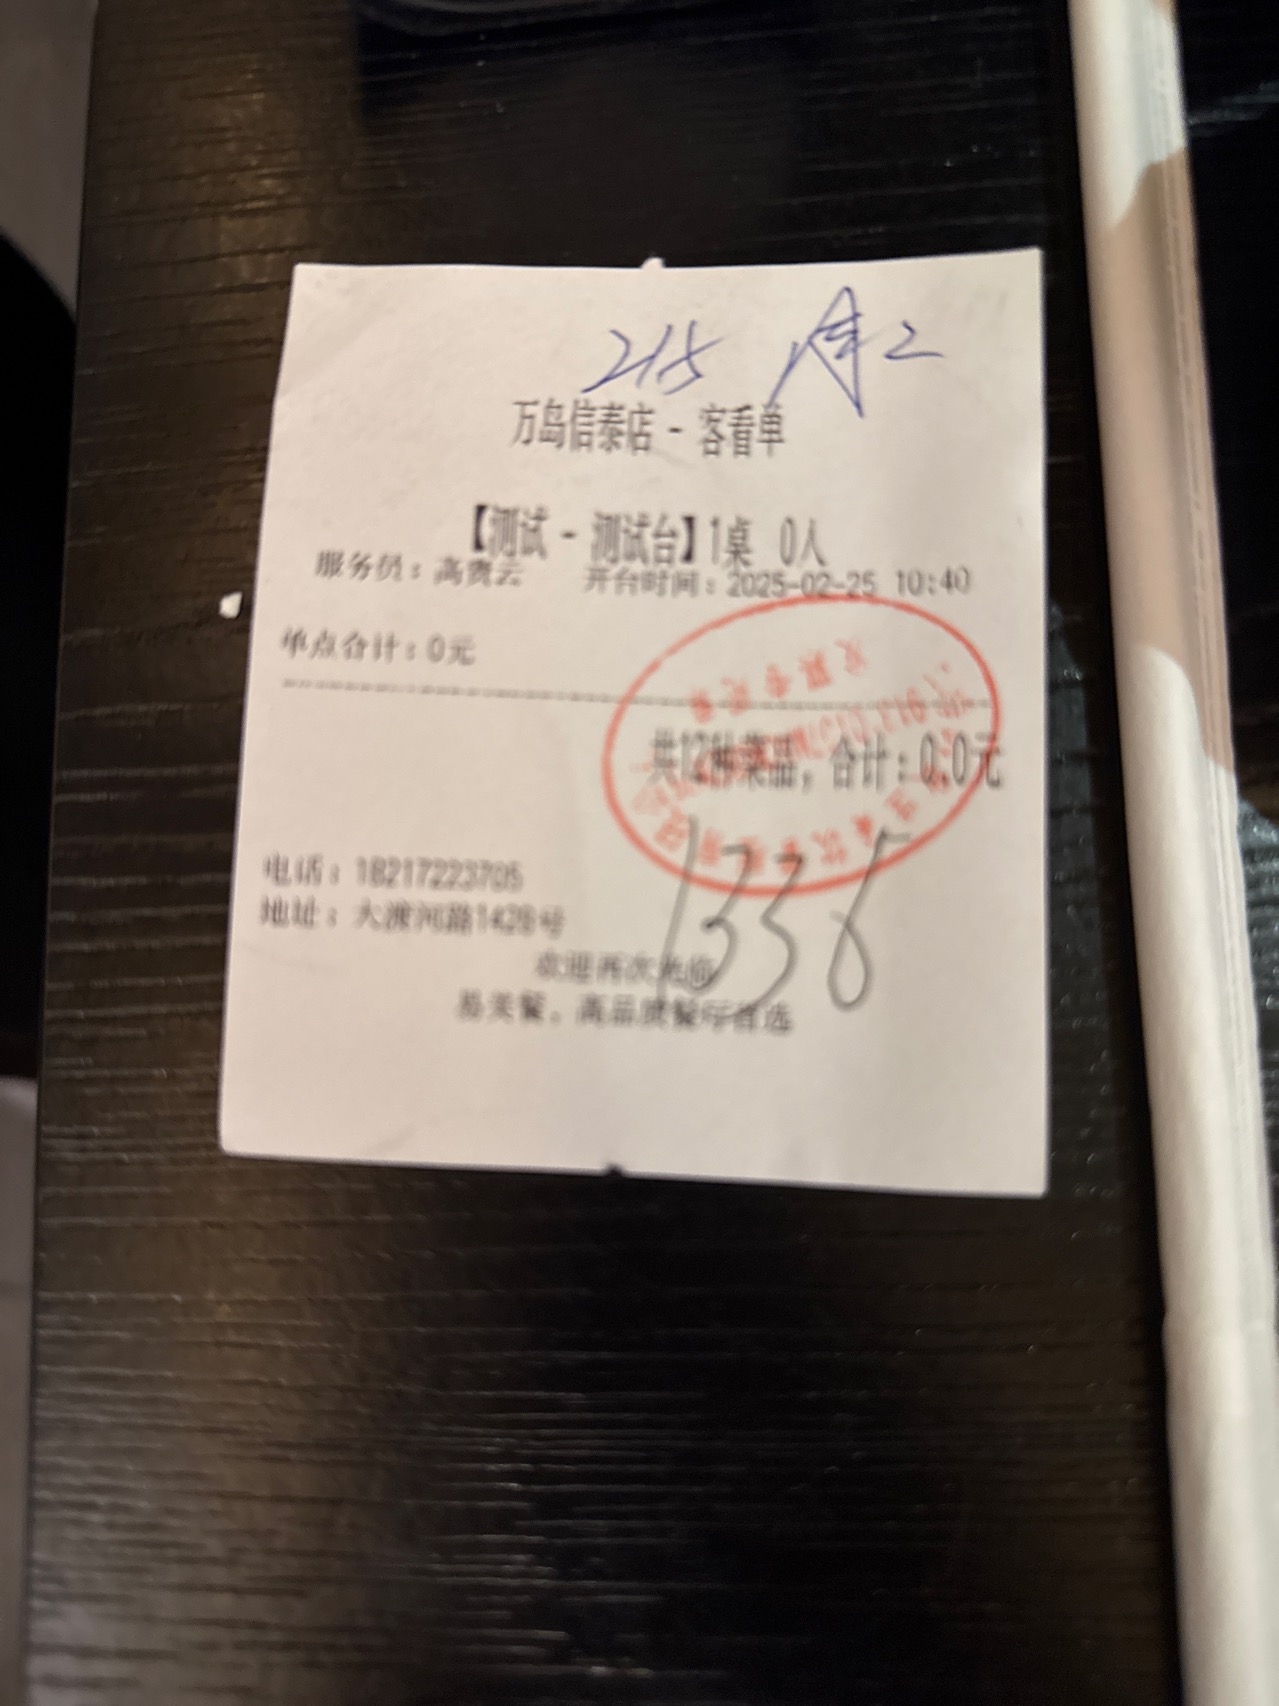 215 周2
万岛信泰店 - 客看单
【测试 - 测试台】1桌 0人
服务员：高贵云 开台时间：2025-02-25 10:40
单点合计：0元
共12种菜品，合计：0.0元
1336
电话：18217223705
地址：大渡河路1428号
欢迎再次光临
易美餐，高品质餐厅首选